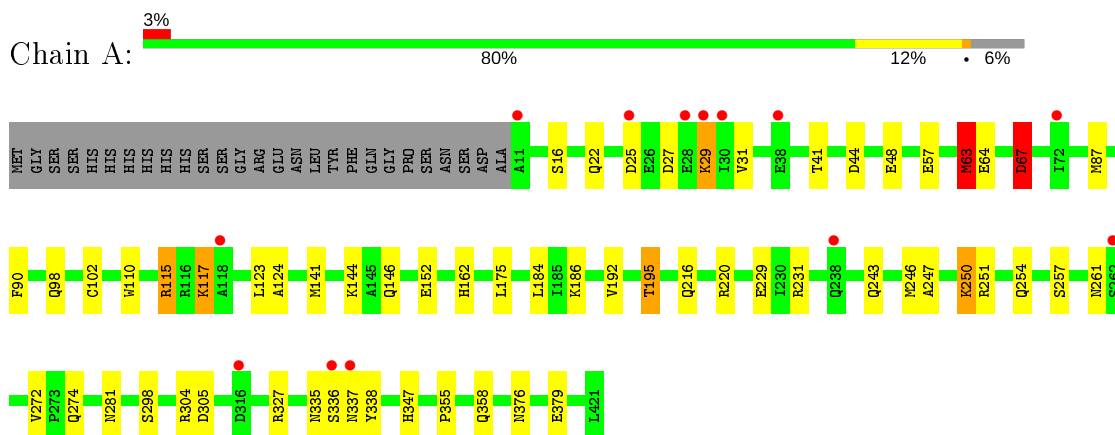 3%
Chain A:
80% 12% • 6%
MET GLY SER SER HIS HIS HIS HIS HIS HIS SER SER GLY ARG GLU ASN LEU TYR PHE GLN GLY PRO SER ASN SER ASP ALA A11 S16 Q22 D25 E26 D27 E28 K29 I30 V31 E38 T41 D44 E48 E57 M63 E64 D67 I72 M87
F90 Q98 C102 W110 R115 R116 K117 A118 L123 A124 M141 K144 A145 Q146 E152 H162 L175 L184 I185 K186 V192 T195 Q216 R220 E229 I230 R231 Q238 Q243 M246 A247 K250 R251 Q254 S257 N261 S262
V272 P273 Q274 N281 S298 R304 D305 D316 R327 N335 S336 N337 Y338 H347 P355 Q358 N376 E379 L421